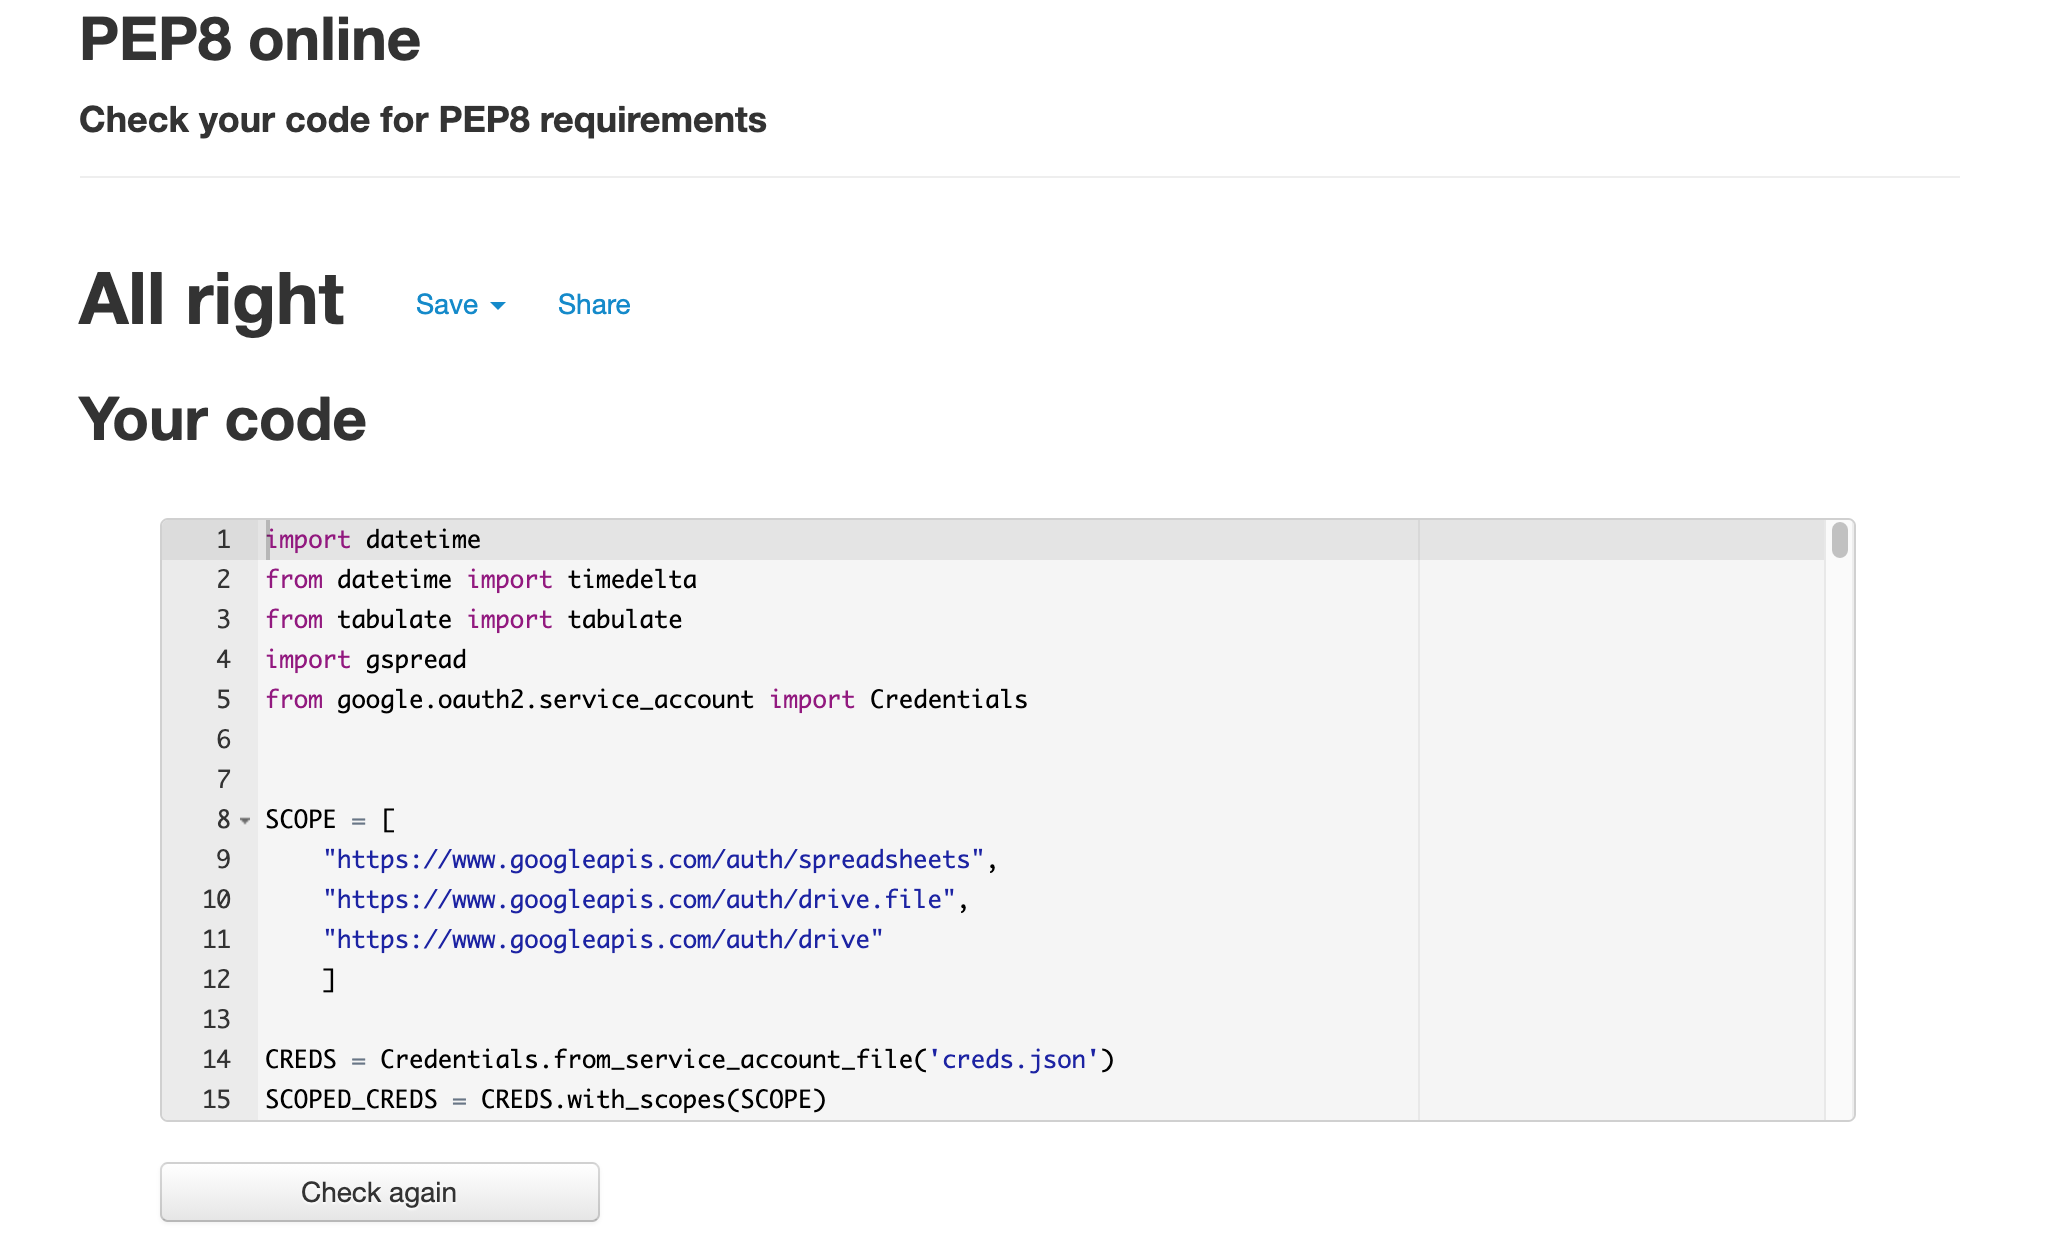 PEP8 online
Check your code for PEP8 requirements
All right Save Share
Your code
1 import datetime
2 from datetime import timedelta
3 from tabulate import tabulate
4 import gspread
5 from google.oauth2.service_account import Credentials
6
7
8 SCOPE = [
9     "https://www.googleapis.com/auth/spreadsheets",
10     "https://www.googleapis.com/auth/drive.file",
11     "https://www.googleapis.com/auth/drive"
12     ]
13
14 CREDS = Credentials.from_service_account_file('creds.json')
15 SCOPED_CREDS = CREDS.with_scopes(SCOPE)
Check again